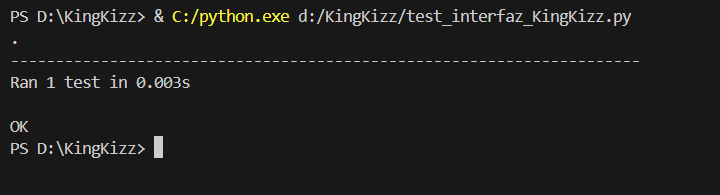 PS D:\KingKizz> & C:/python.exe d:/KingKizz/test_interfaz_KingKizz.py
.
----------------------------------------------------------------------
Ran 1 test in 0.003s
OK
PS D:\KingKizz>